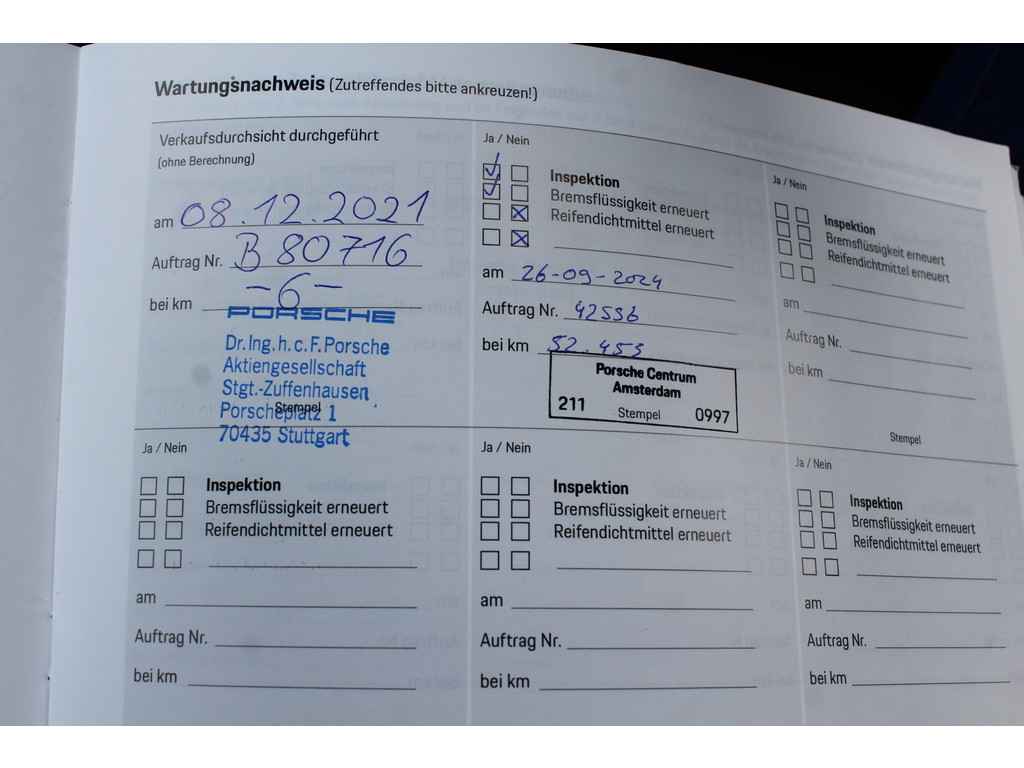 Wartungsnachweis (Zutreffendes bitte ankreuzen!)
Verkaufsdurchsicht durchgeführt
(ohne Berechnung)
am 08.12.2021
Auftrag Nr. B 80716
bei km -6-
PORSCHE
Dr.Ing.h.c.F.Porsche
Aktiengesellschaft
Stgt.-Zuffenhausen
Porscheplatz 1
Stempel
70435 Stuttgart
Ja / Nein
Inspektion
Bremsflüssigkeit erneuert
Reifendichtmittel erneuert
am 26-09-2024
Auftrag Nr. 42536
bei km 52.453
Porsche Centrum
Amsterdam
211 Stempel 0997
Ja / Nein
Inspektion
Bremsflüssigkeit erneuert
Reifendichtmittel erneuert
am
Auftrag Nr.
bei km
Stempel
Ja / Nein
Inspektion
Bremsflüssigkeit erneuert
Reifendichtmittel erneuert
am
Auftrag Nr.
bei km
Ja / Nein
Inspektion
Bremsflüssigkeit erneuert
Reifendichtmittel erneuert
am
Auftrag Nr.
bei km
Ja / Nein
Inspektion
Bremsflüssigkeit erneuert
Reifendichtmittel erneuert
am
Auftrag Nr.
bei km